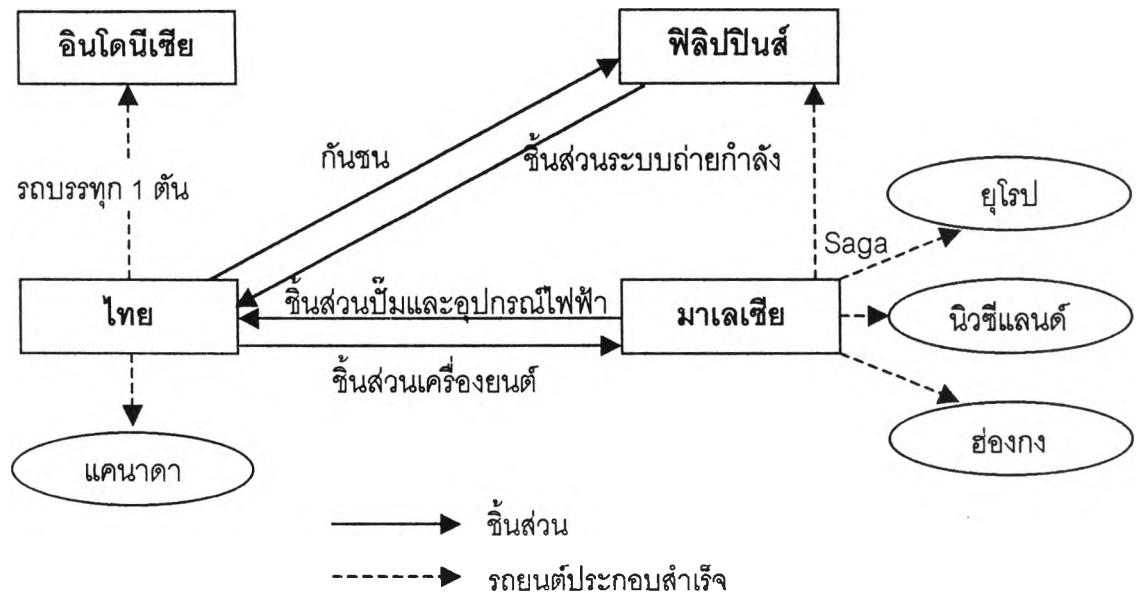 อินโดนีเซีย
ฟิลิปปินส์
กันชน
ชิ้นส่วนระบบถ่ายกำลัง
รถบรรทุก 1 ตัน
ยุโรป
Saga
ไทย
ชิ้นส่วนปั๊มและอุปกรณ์ไฟฟ้า
มาเลเซีย
นิวซีแลนด์
ชิ้นส่วนเครื่องยนต์
ฮ่องกง
แคนาดา
ชิ้นส่วน
รถยนต์ประกอบสำเร็จ